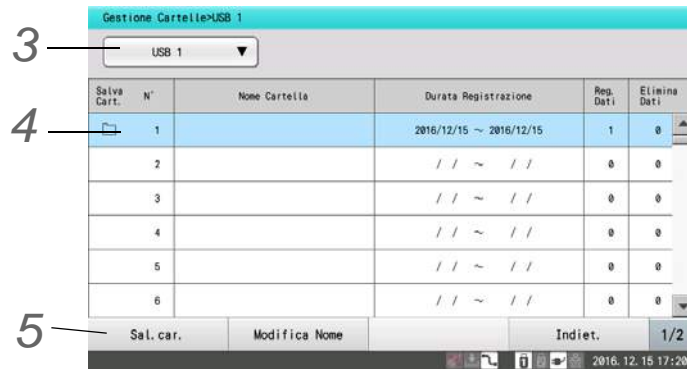 Gestione Cartelle>USB 1
3
USB 1 ▼
Salva Cart. N° Nome Cartella Durata Registrazione Reg. Dati Elimina Dati
4
1 2016/12/15 ~ 2016/12/15 1 0
2 / / ~ / / 0 0
3 / / ~ / / 0 0
4 / / ~ / / 0 0
5 / / ~ / / 0 0
6 / / ~ / / 0 0
5
Sal.car. Modifica Nome Indiet. 1/2
2016.12.15 17:20